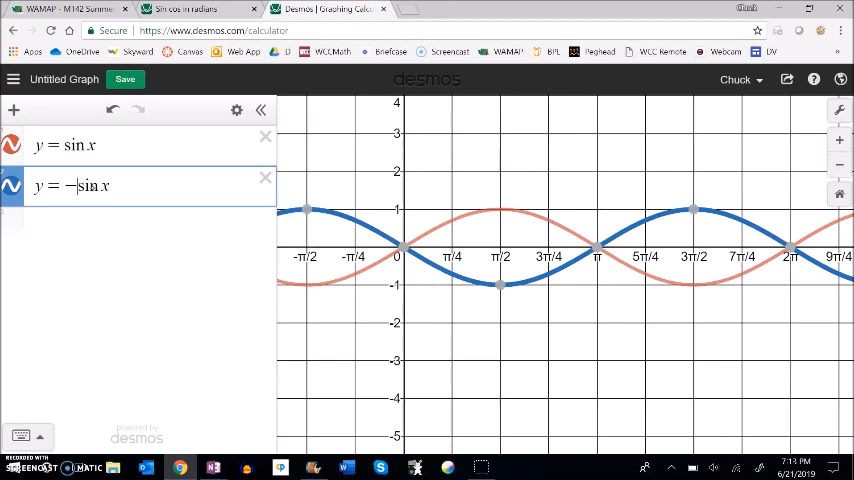 WAMAP - M142 Summer
Sin cos in radians
Desmos | Graphing Calcu
Chuck
Secure
https://www.desmos.com/calculator
Apps
OneDrive
Skyward
Canvas
Web App
D
WCCMath
Briefcase
Screencast
WAMAP
BPL
Peghead
WCC Remote
Webcam
DV
»
Untitled Graph
Save
desmos
Chuck
y = sin x
2
y = −sin x
3
4
3
2
1
-π/2 -π/4 0 π/4 π/2 3π/4 π 5π/4 3π/2 7π/4 2π 9π/4
-1
-2
-3
-4
-5
powered by
desmos
RECORDED WITH
SCREENCAST MATIC
7:13 PM
6/21/2019